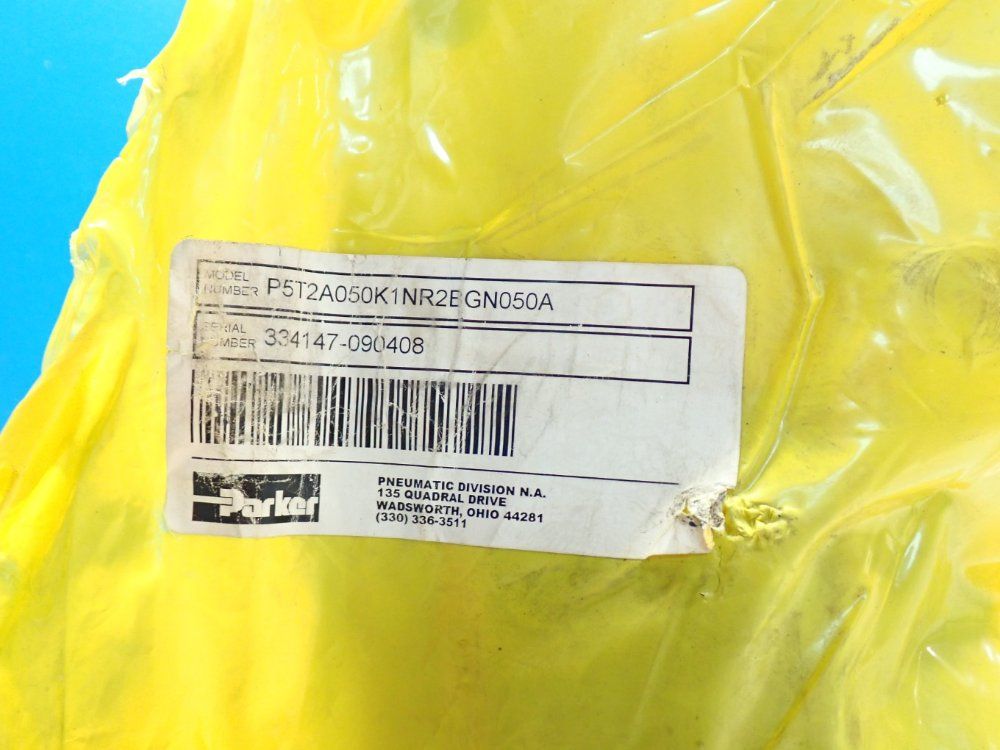 MODEL
NUMBER P5T2A050K1NR2BGN050A
SERIAL
NUMBER 334147-090408
Parker
PNEUMATIC DIVISION N.A.
135 QUADRAL DRIVE
WADSWORTH, OHIO 44281
(330) 336-3511